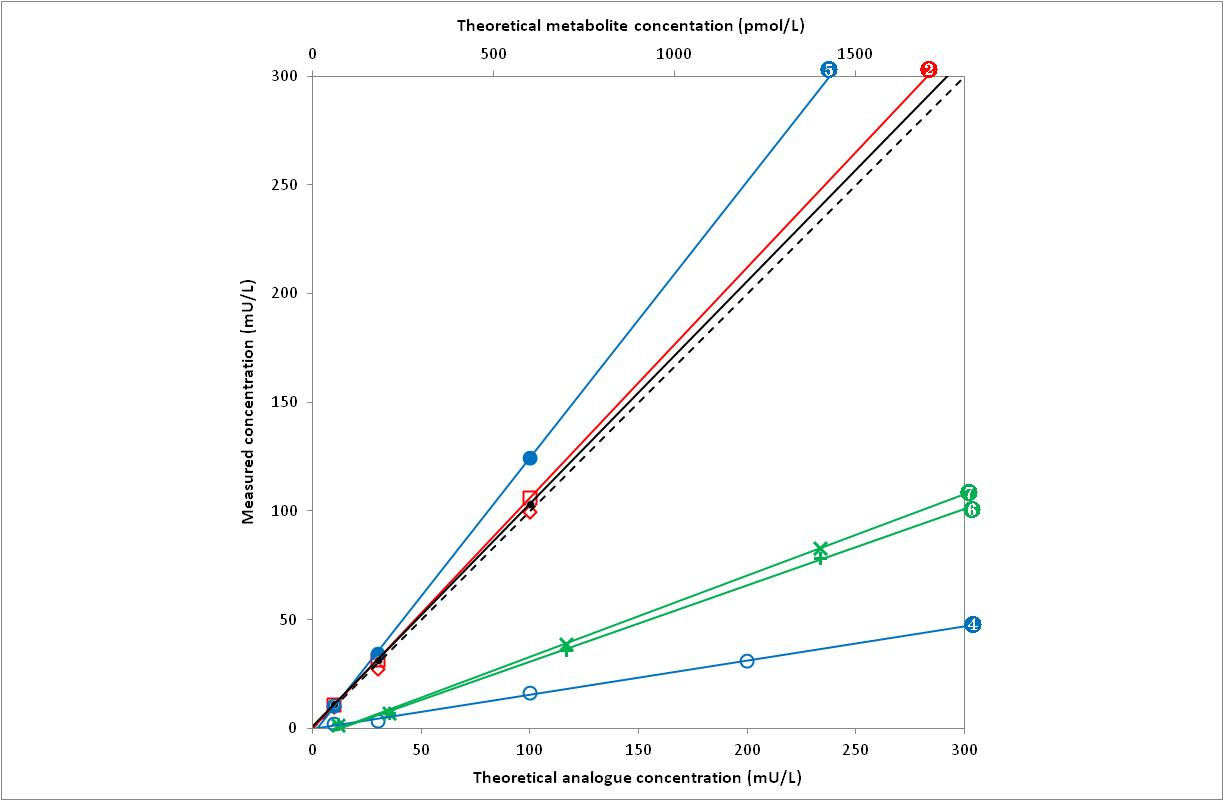 Theoretical metabolite concentation (pmol/L)
0 500 1000 1500
5 2
300
250
200
150
100
50
0
Measured concentration (mU/L)
7
6
4
0 50 100 150 200 250 300
Theoretical analogue concentration (mU/L)